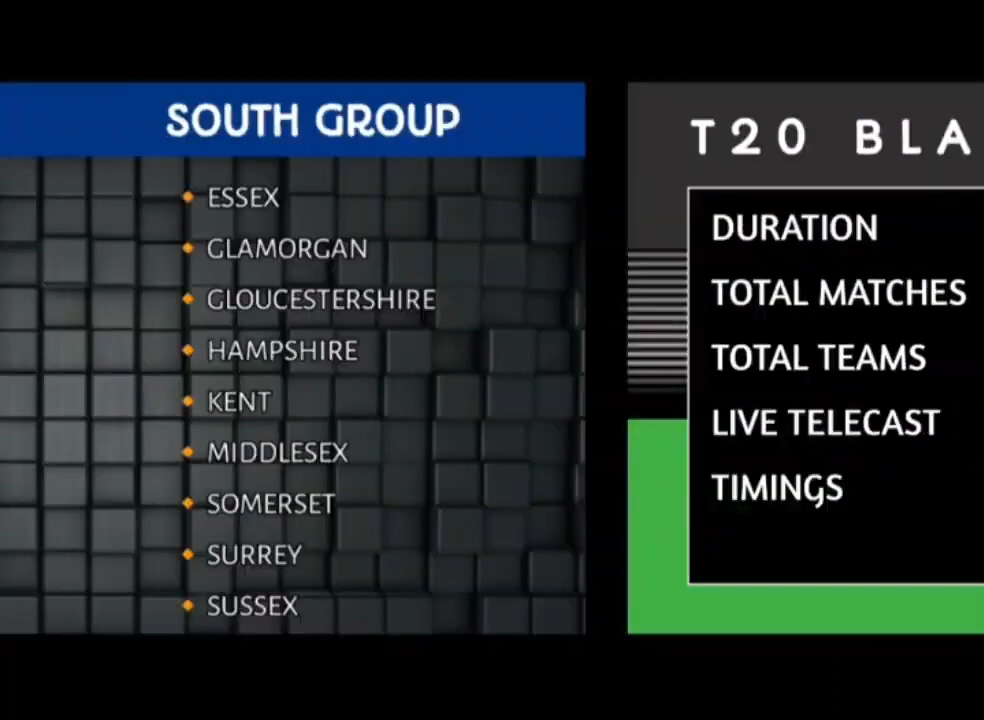 SOUTH GROUP
ESSEX
GLAMORGAN
GLOUCESTERSHIRE
HAMPSHIRE
KENT
MIDDLESEX
SOMERSET
SURREY
SUSSEX
T20 BLA
DURATION
TOTAL MATCHES
TOTAL TEAMS
LIVE TELECAST
TIMINGS